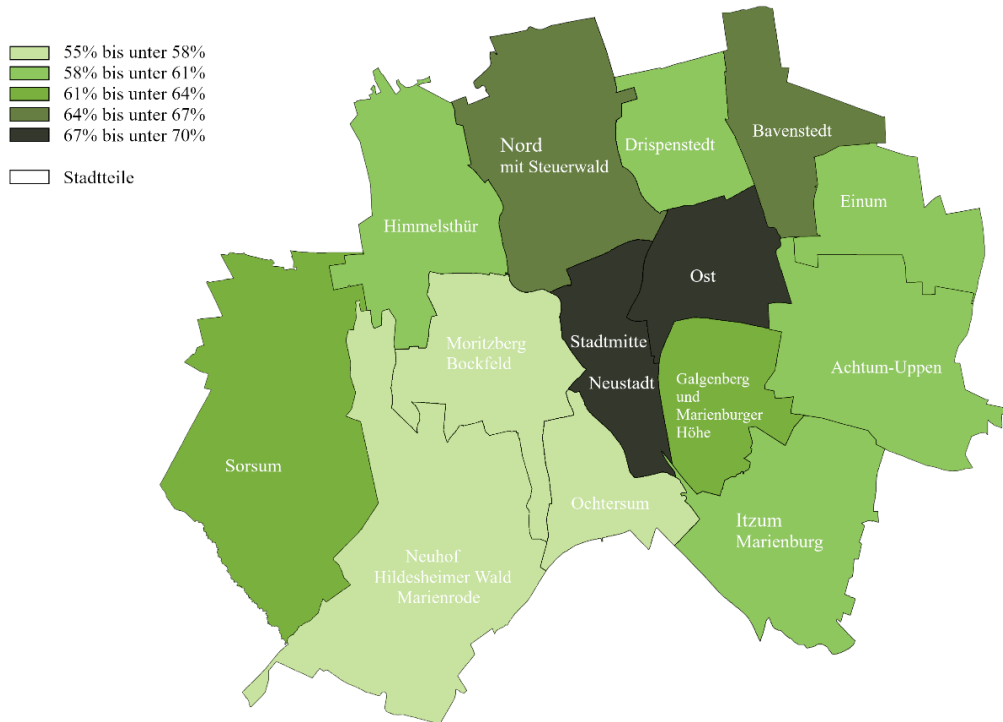 55% bis unter 58%
58% bis unter 61%
61% bis unter 64%
64% bis unter 67%
67% bis unter 70%
Stadtteile
Nord
mit Steuerwald
Drispenstedt
Bavenstedt
Einum
Himmelsthür
Ost
Moritzberg
Bockfeld
Stadtmitte
Neustadt
Galgenberg
und
Marienburger
Höhe
Achtum-Uppen
Sorsum
Ochtersum
Itzum
Marienburg
Neuhof
Hildesheimer Wald
Marienrode